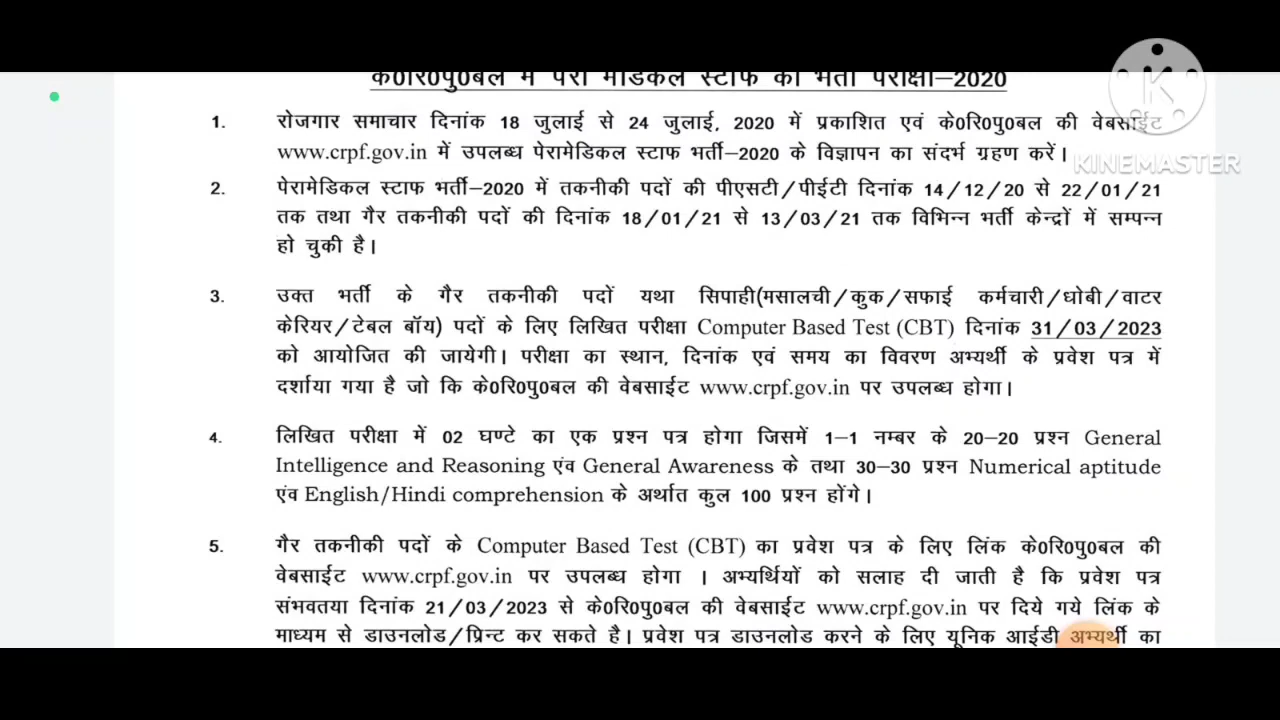 के0रि0पु0बल में पैरा मेडिकल स्टाफ की भर्ती परीक्षा–2020
KINEMASTER
1. रोजगार समाचार दिनांक 18 जुलाई से 24 जुलाई, 2020 में प्रकाशित एवं के0रि0पु0बल की वेबसाईट
www.crpf.gov.in में उपलब्ध पेरामेडिकल स्टाफ भर्ती–2020 के विज्ञापन का संदर्भ ग्रहण करें।
2. पेरामेडिकल स्टाफ भर्ती–2020 में तकनीकी पदों की पीएसटी/पीईटी दिनांक 14/12/20 से 22/01/21
तक तथा गैर तकनीकी पदों की दिनांक 18/01/21 से 13/03/21 तक विभिन्न भर्ती केन्द्रों में सम्पन्न
हो चुकी है।
3. उक्त भर्ती के गैर तकनीकी पदों यथा सिपाही(मसालची/कुक/सफाई कर्मचारी/धोबी/वाटर
केरियर/टेबल बॉय) पदों के लिए लिखित परीक्षा Computer Based Test (CBT) दिनांक 31/03/2023
को आयोजित की जायेगी। परीक्षा का स्थान, दिनांक एवं समय का विवरण अभ्यर्थी के प्रवेश पत्र में
दर्शाया गया है जो कि के0रि0पु0बल की वेबसाईट www.crpf.gov.in पर उपलब्ध होगा।
4. लिखित परीक्षा में 02 घण्टे का एक प्रश्न पत्र होगा जिसमें 1–1 नम्बर के 20–20 प्रश्न General
Intelligence and Reasoning एंव General Awareness के तथा 30–30 प्रश्न Numerical aptitude
एंव English/Hindi comprehension के अर्थात कुल 100 प्रश्न होंगे।
5. गैर तकनीकी पदों के Computer Based Test (CBT) का प्रवेश पत्र के लिए लिंक के0रि0पु0बल की
वेबसाईट www.crpf.gov.in पर उपलब्ध होगा । अभ्यर्थियों को सलाह दी जाती है कि प्रवेश पत्र
संभवतया दिनांक 21/03/2023 से के0रि0पु0बल की वेबसाईट www.crpf.gov.in पर दिये गये लिंक के
माध्यम से डाउनलोड/प्रिन्ट कर सकते है। प्रवेश पत्र डाउनलोड करने के लिए यूनिक आईडी अभ्यर्थी का